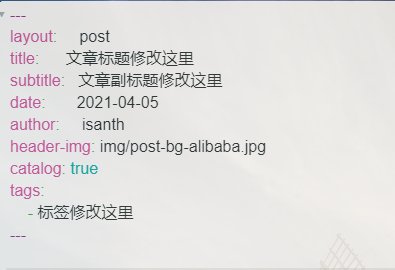 ---
layout: post
title: 文章标题修改这里
subtitle: 文章副标题修改这里
date: 2021-04-05
author: isanth
header-img: img/post-bg-alibaba.jpg
catalog: true
tags:
- 标签修改这里
---